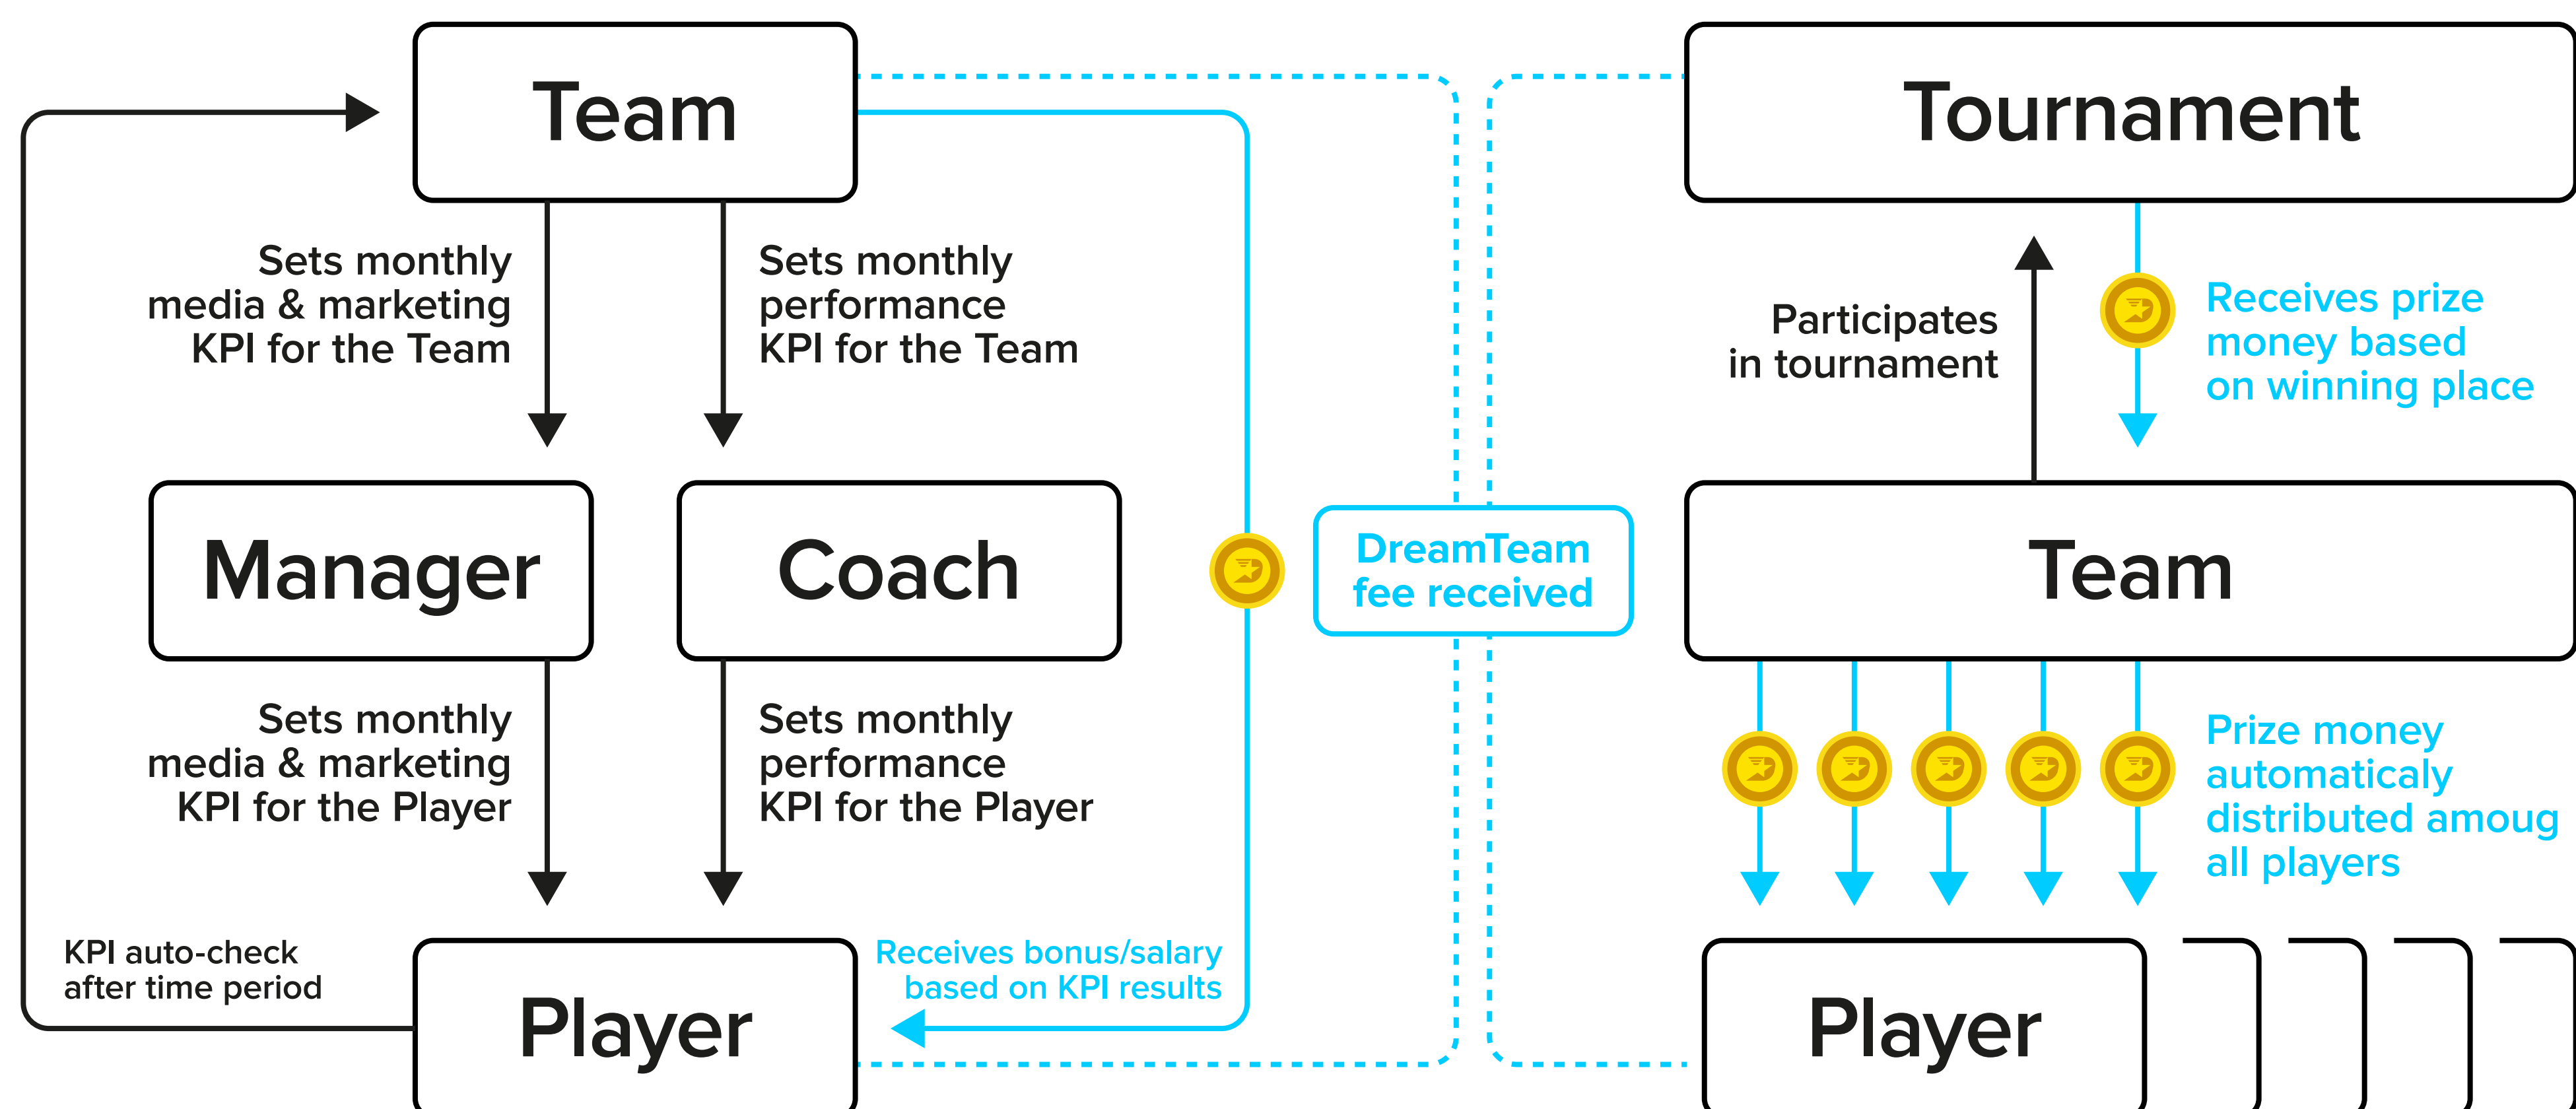 Team
Sets monthly
media & marketing
KPI for the Team
Sets monthly
performance
KPI for the Team
Manager
Coach
Sets monthly
media & marketing
KPI for the Player
Sets monthly
performance
KPI for the Player
KPI auto-check
after time period
Player
Receives bonus/salary
based on KPI results
DreamTeam
fee received
Tournament
Participates
in tournament
Receives prize
money based
on winning place
Team
Prize money
automaticaly
distributed amoug
all players
Player